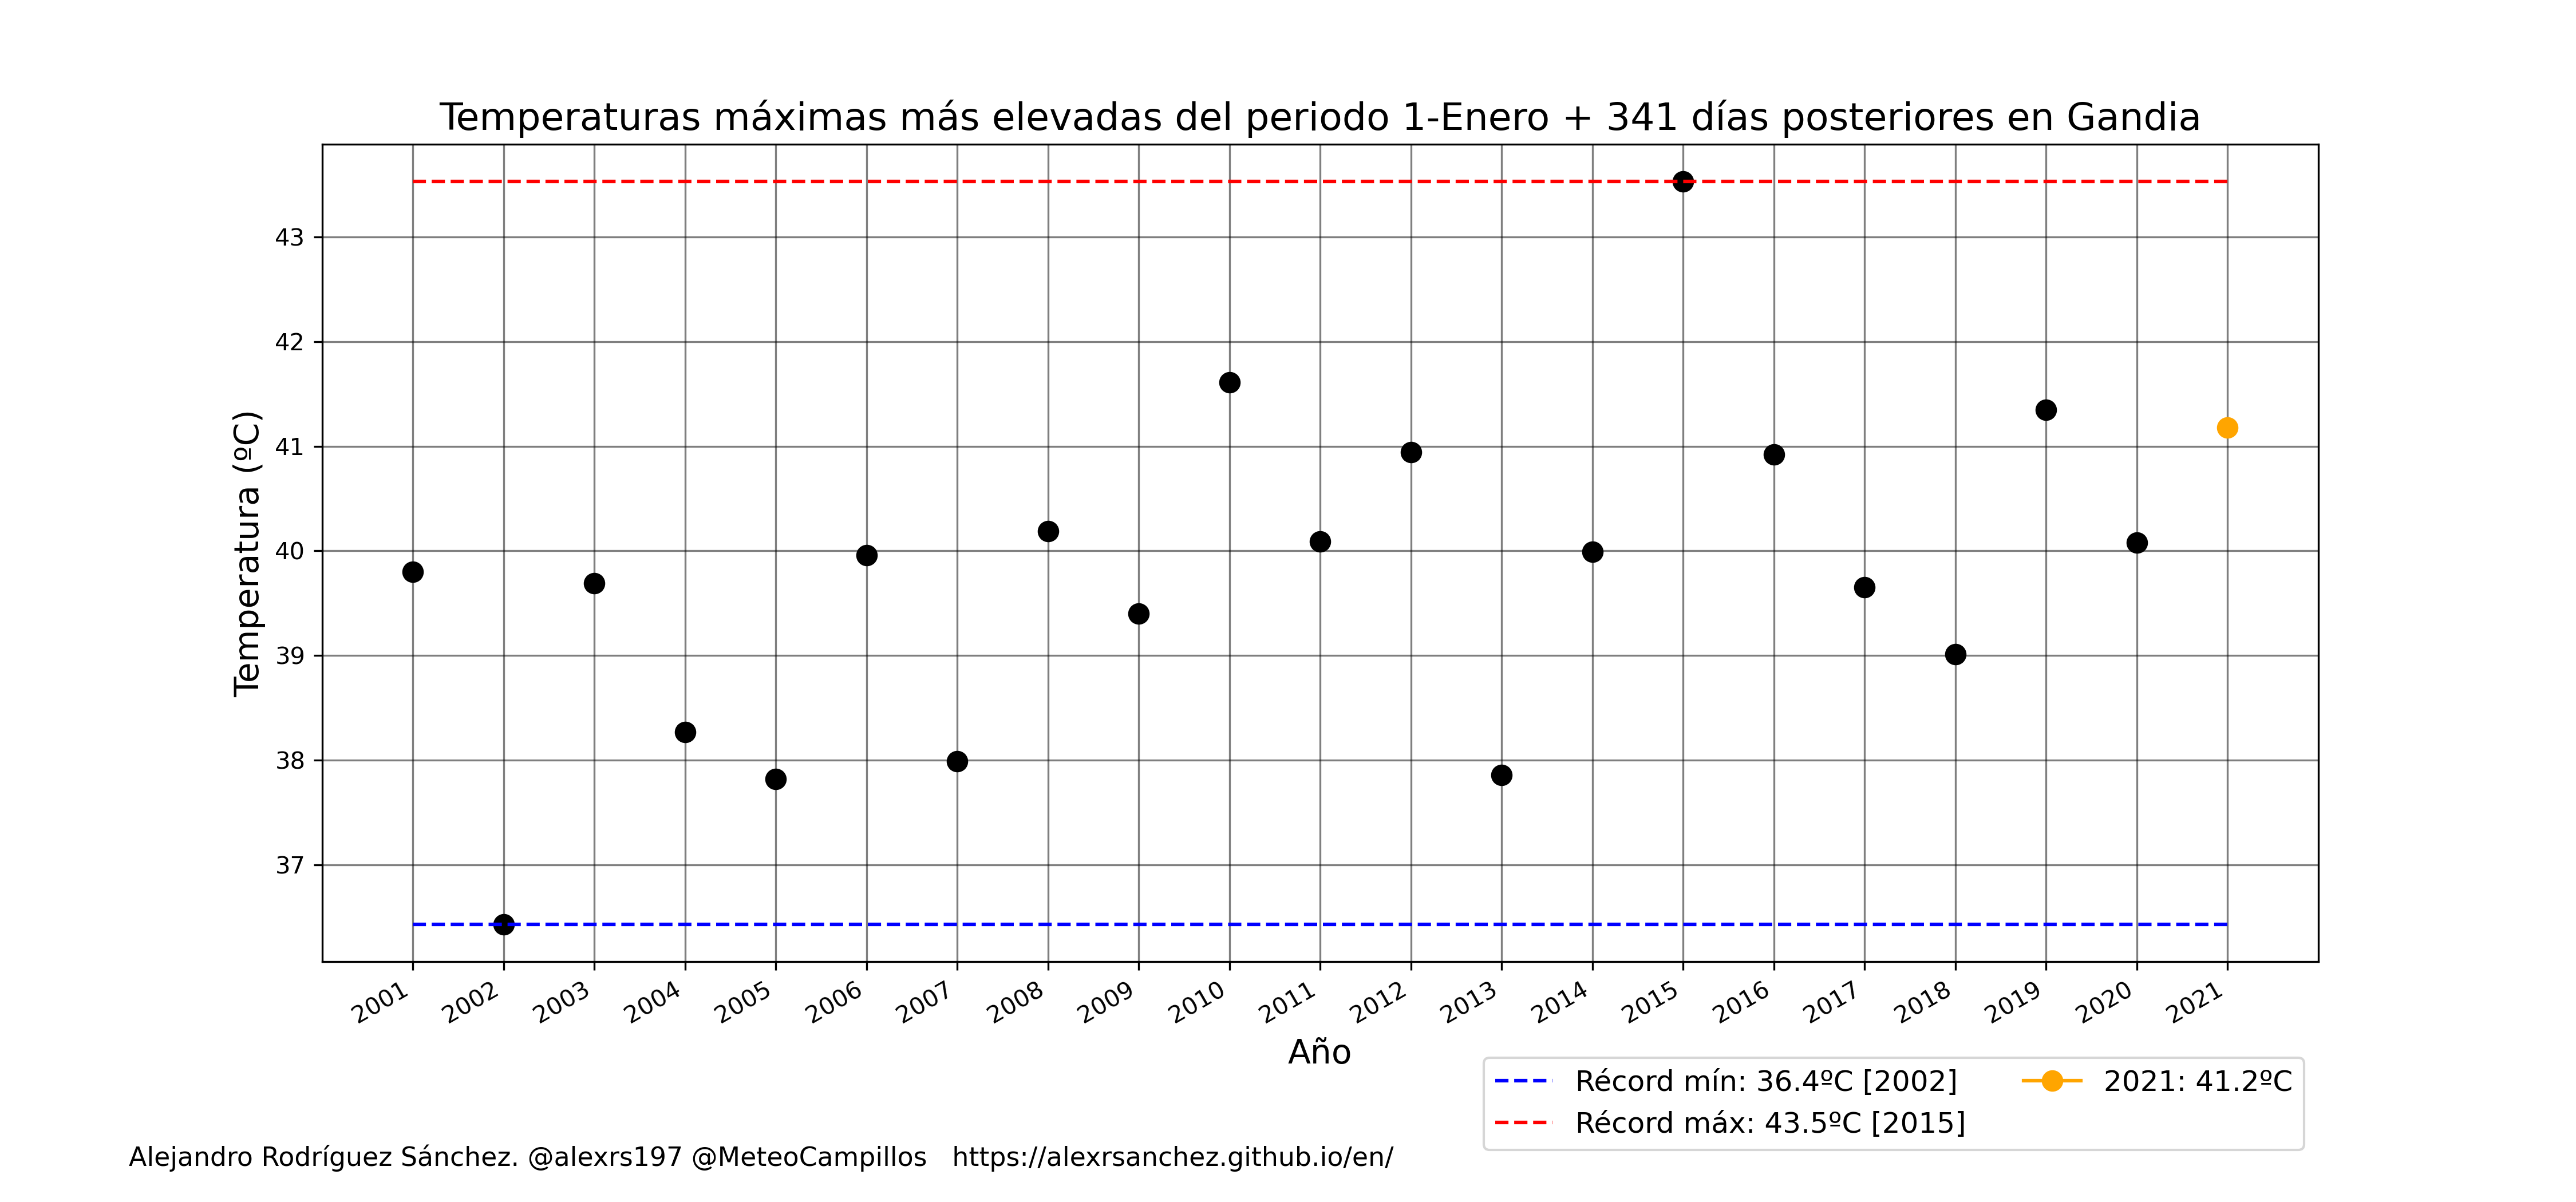 Temperaturas máximas más elevadas del periodo 1-Enero + 341 días posteriores en Gandia
Temperatura (ºC)
43
42
41
40
39
38
37
2001 2002 2003 2004 2005 2006 2007 2008 2009 2010 2011 2012 2013 2014 2015 2016 2017 2018 2019 2020 2021
Año
Récord mín: 36.4ºC [2002]
Récord máx: 43.5ºC [2015]
2021: 41.2ºC
Alejandro Rodríguez Sánchez. @alexrs197 @MeteoCampillos https://alexrsanchez.github.io/en/